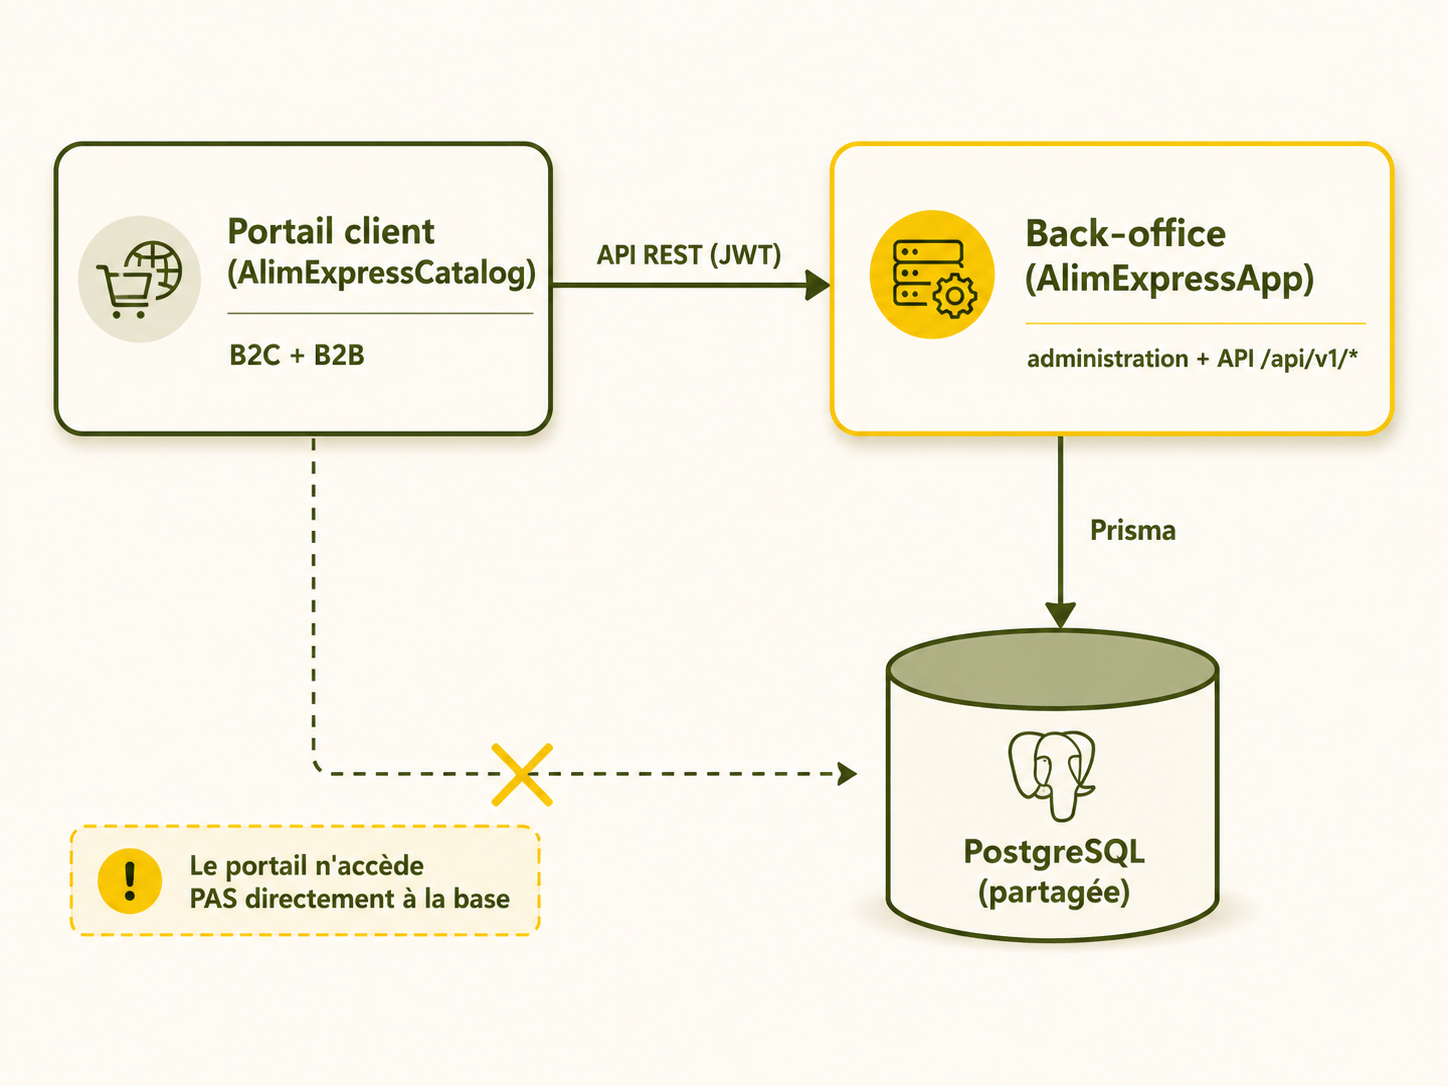 Portail client
(AlimExpressCatalog)
B2C + B2B
API REST (JWT)
Back-office
(AlimExpressApp)
administration + API /api/v1/*
Prisma
PostgreSQL
(partagée)
!
Le portail n'accède
PAS directement à la base